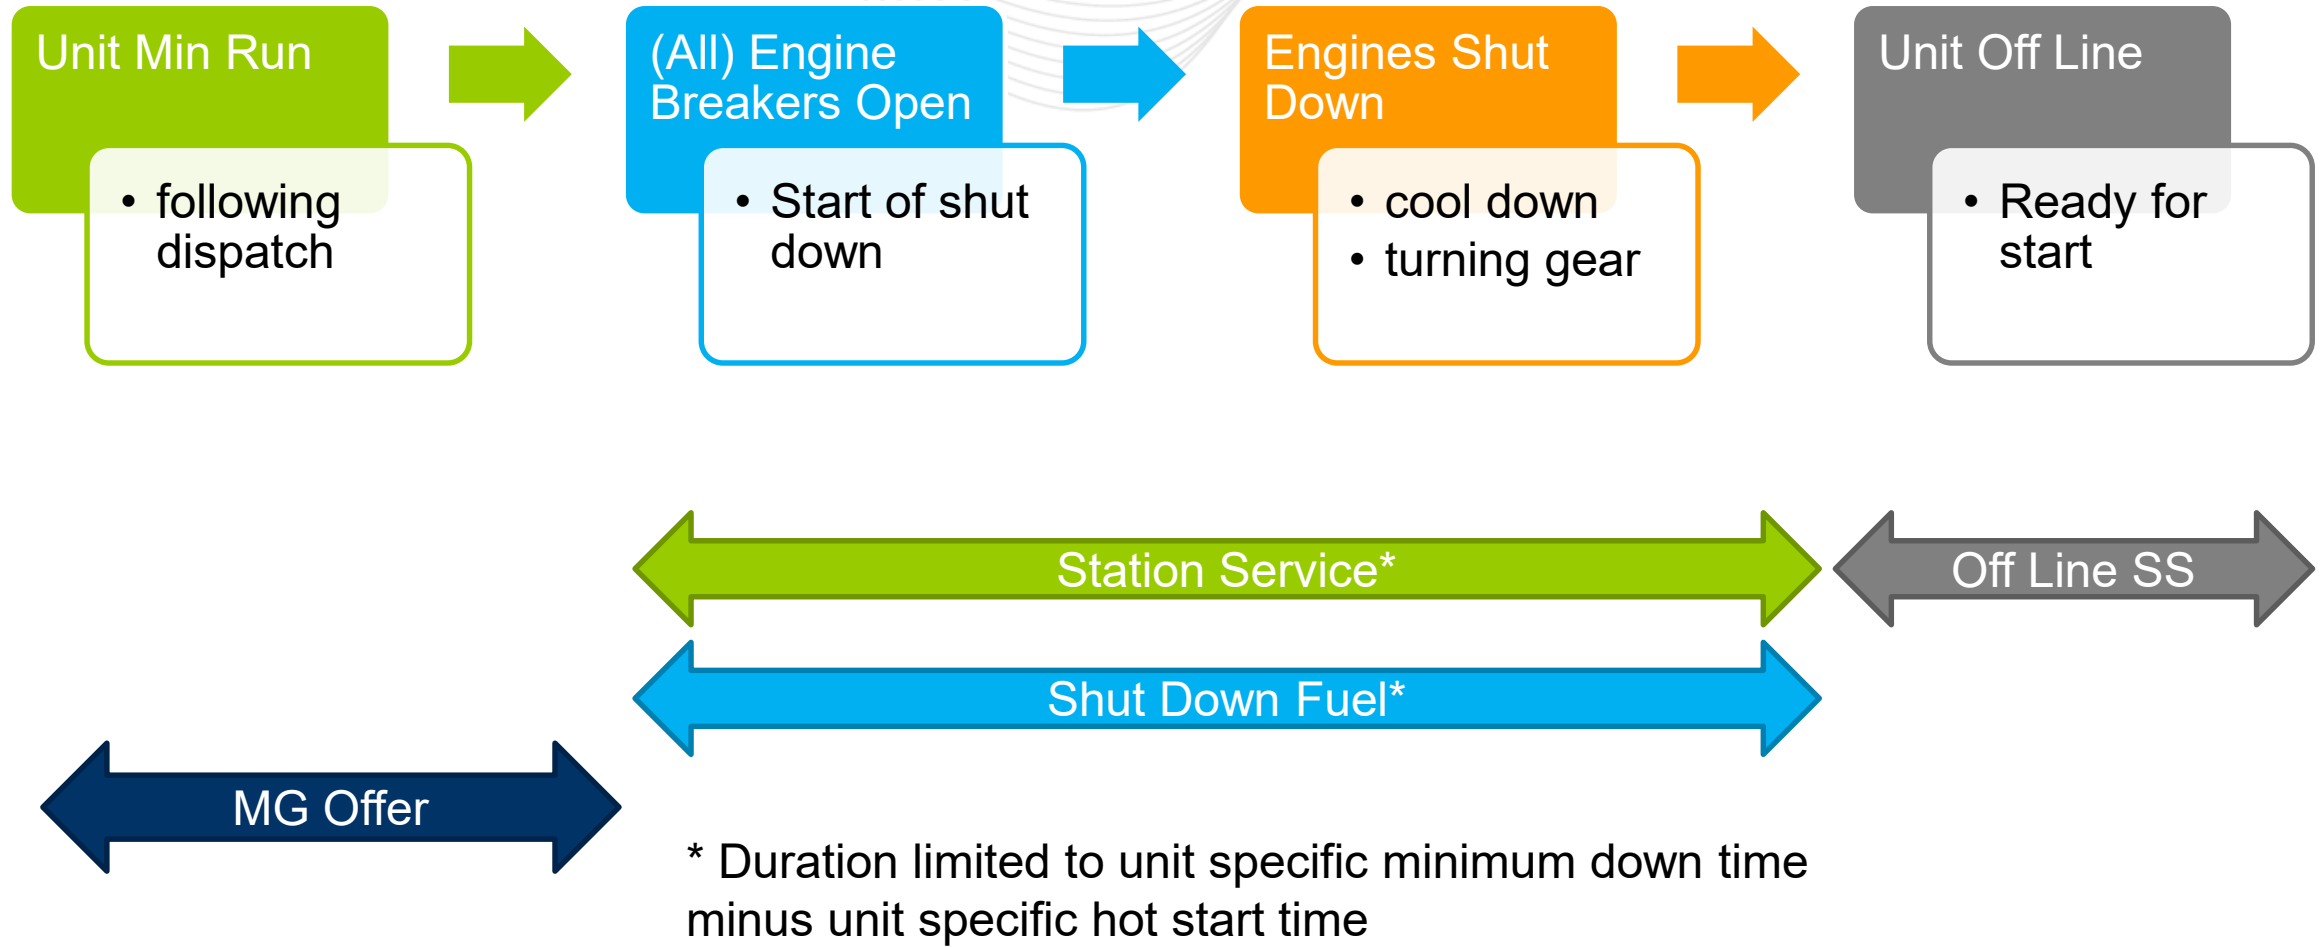 Unit Min Run
• following
dispatch
(All) Engine
Breakers Open
• Start of shut
down
Engines Shut
Down
• cool down
• turning gear
Unit Off Line
• Ready for
start
Station Service*
Off Line SS
Shut Down Fuel*
MG Offer
* Duration limited to unit specific minimum down time
minus unit specific hot start time